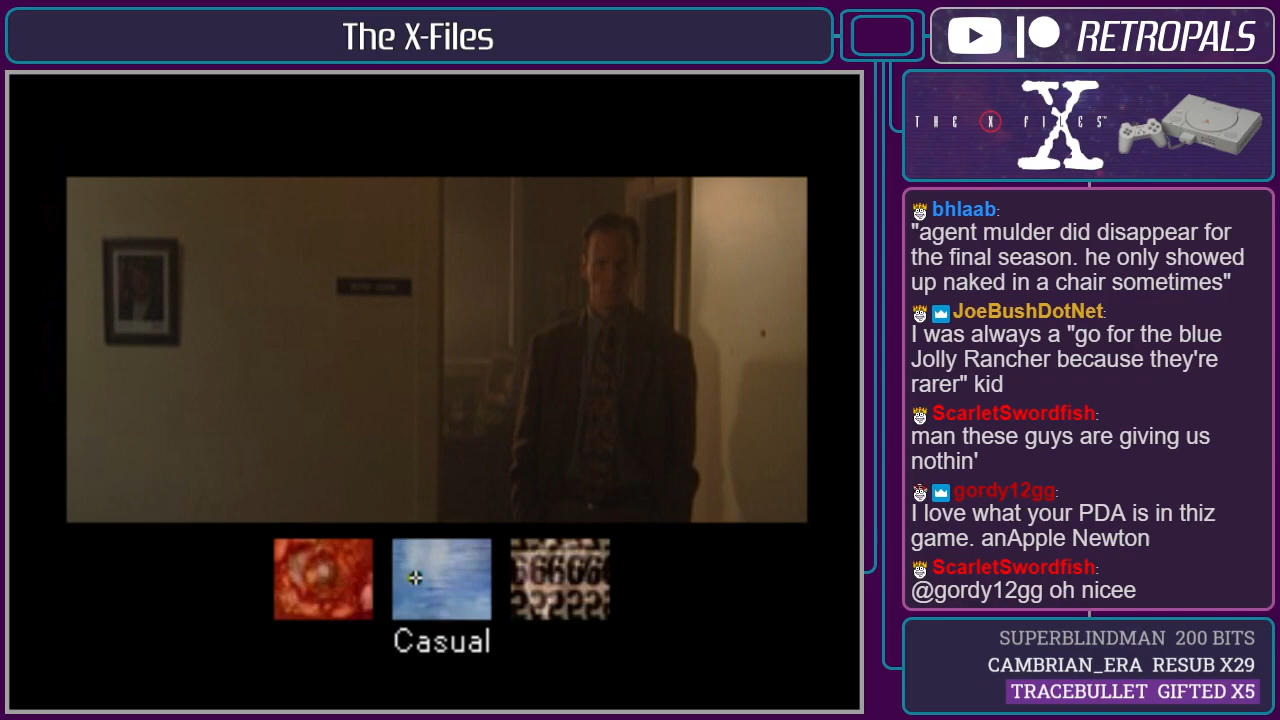 The X-Files
RETROPALS
THE X FILES™
X
bhlaab:
"agent mulder did disappear for
the final season. he only showed
up naked in a chair sometimes"
JoeBushDotNet:
I was always a "go for the blue
Jolly Rancher because they're
rarer" kid
ScarletSwordfish:
man these guys are giving us
nothin'
gordy12gg:
I love what your PDA is in thiz
game. anApple Newton
ScarletSwordfish:
@gordy12gg oh nicee
66666
Casual
SUPERBLINDMAN 200 BITS
CAMBRIAN_ERA RESUB X29
TRACEBULLET GIFTED X5